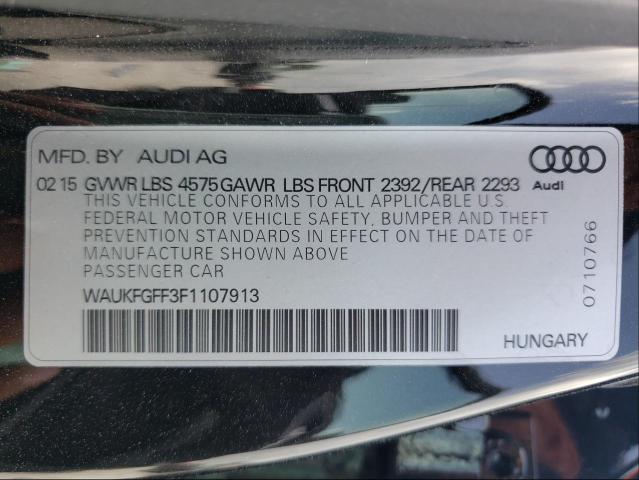 MFD. BY AUDI AG
02 15 GVWR LBS 4575 GAWR LBS FRONT 2392/REAR 2293
Audi
THIS VEHICLE CONFORMS TO ALL APPLICABLE U.S.
FEDERAL MOTOR VEHICLE SAFETY, BUMPER AND THEFT
PREVENTION STANDARDS IN EFFECT ON THE DATE OF
MANUFACTURE SHOWN ABOVE
PASSENGER CAR
WAUKFGFF3F1107913
HUNGARY
0710766